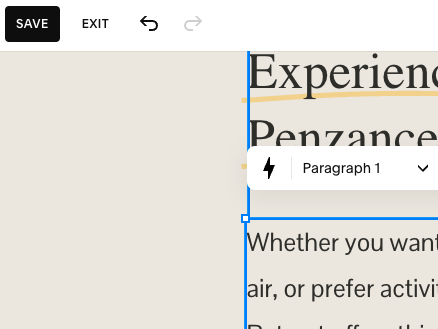 SAVE EXIT
Experienc
Penzance
Paragraph 1
Whether you want
air, or prefer activi